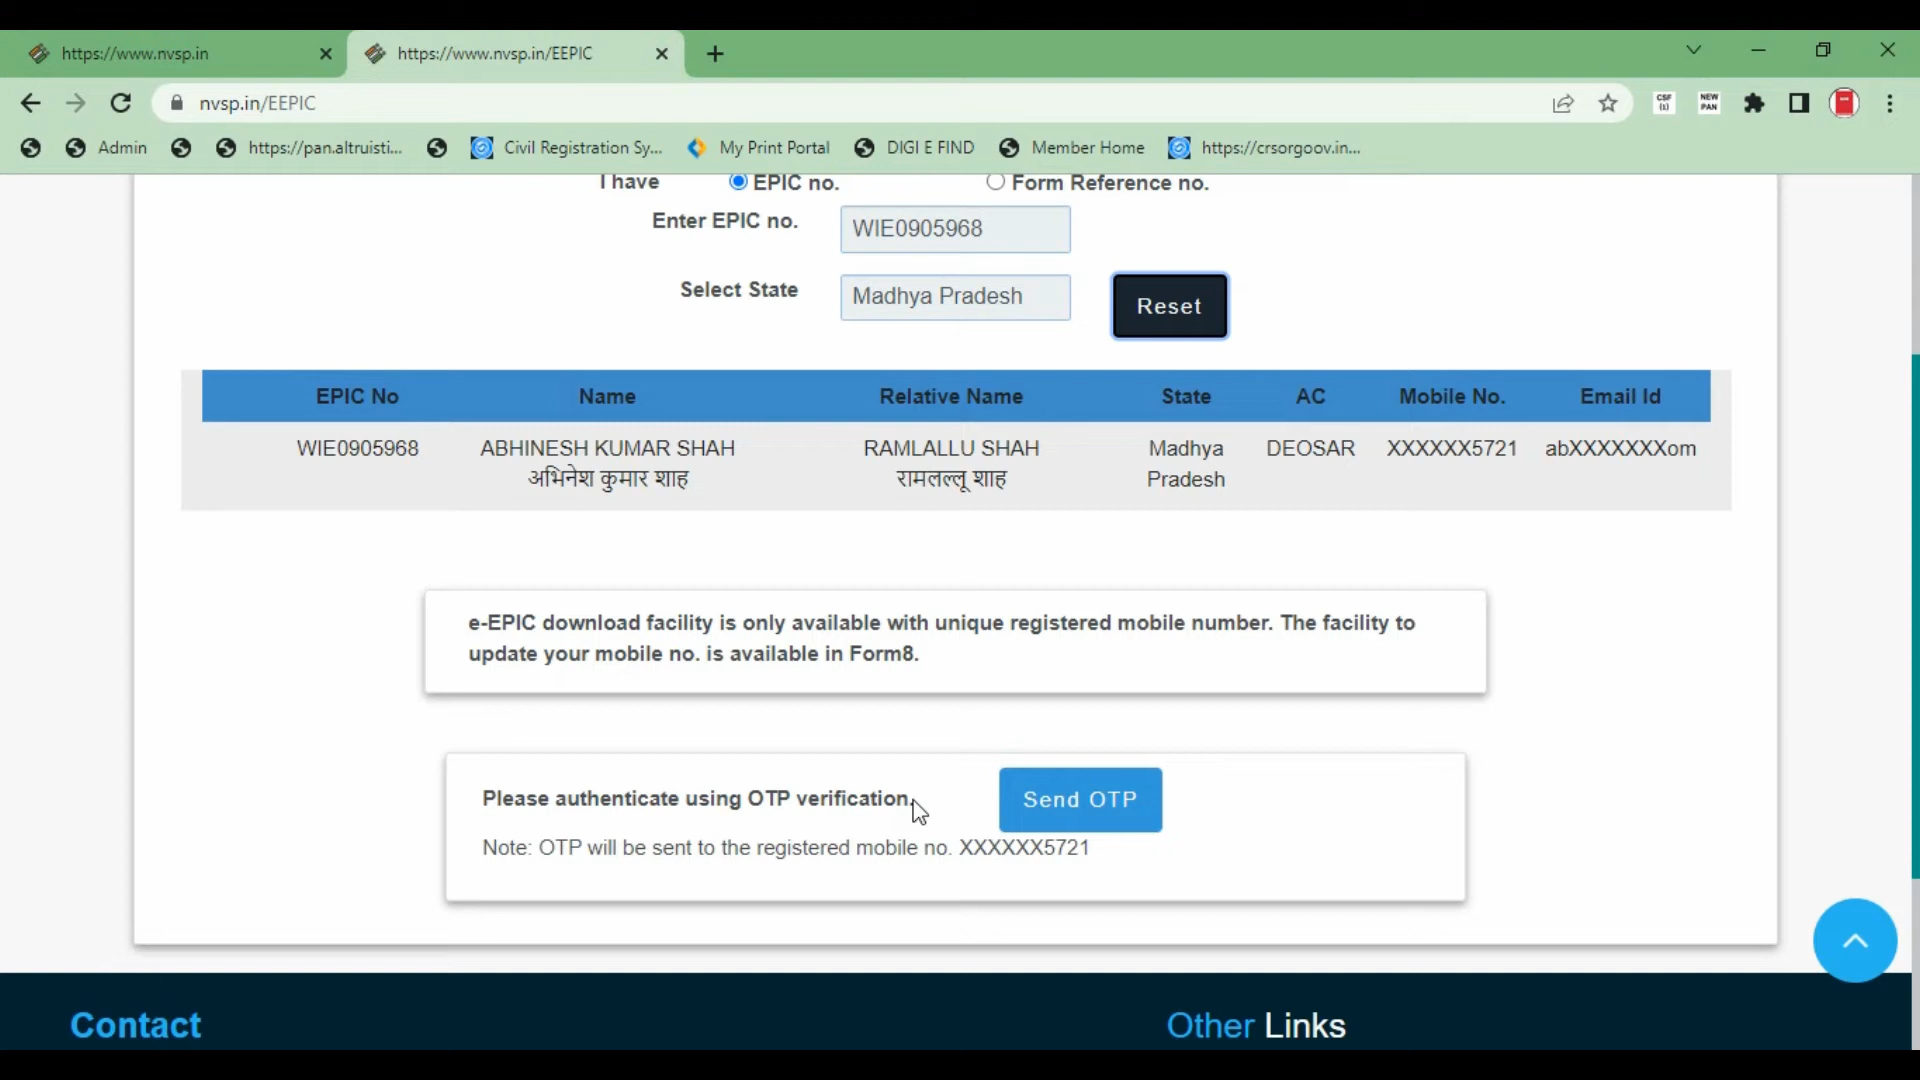 https://www.nvsp.in
https://www.nvsp.in/EEPIC
nvsp.in/EEPIC
CSF (1)
NEW PAN
Admin
https://pan.altruisti...
Civil Registration Sy...
My Print Portal
DIGI E FIND
Member Home
https://crsorgoov.in...
I have EPIC no. Form Reference no.
Enter EPIC no. WIE0905968
Select State Madhya Pradesh Reset
EPIC No Name Relative Name State AC Mobile No. Email Id
WIE0905968 ABHINESH KUMAR SHAH RAMLALLU SHAH Madhya DEOSAR XXXXXX5721 abXXXXXXXom
अभिनेश कुमार शाह रामलल्लू शाह Pradesh
e-EPIC download facility is only available with unique registered mobile number. The facility to
update your mobile no. is available in Form8.
Please authenticate using OTP verification. Send OTP
Note: OTP will be sent to the registered mobile no. XXXXXX5721
Contact Other Links